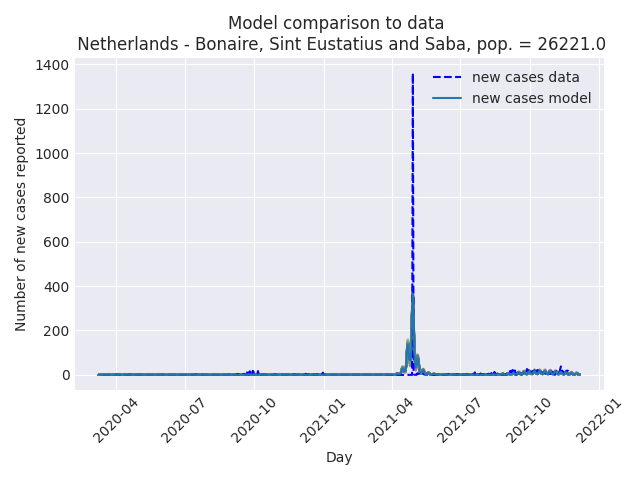 Model comparison to data
Netherlands - Bonaire, Sint Eustatius and Saba, pop. = 26221.0
1400
1200
1000
800
600
400
200
0
Number of new cases reported
new cases data
new cases model
2020-04
2020-07
2020-10
2021-01
2021-04
2021-07
2021-10
2022-01
Day